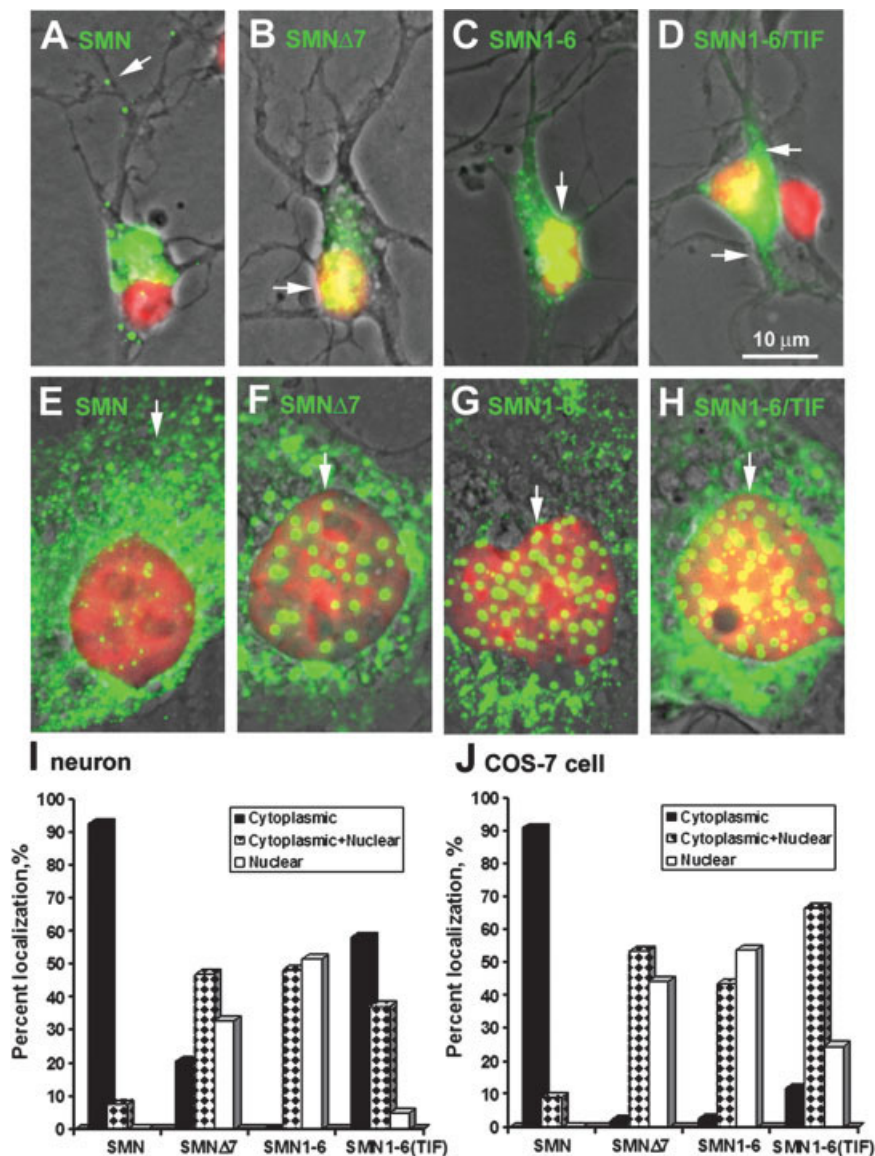 A SMN
B SMNΔ7
C SMN1-6
D SMN1-6/TIF
10 μm
E SMN
F SMNΔ7
G SMN1-6
H SMN1-6/TIF
I neuron
Percent localization,%
100
90
80
70
60
50
40
30
20
10
0
Cytoplasmic
Cytoplasmic+Nuclear
Nuclear
SMN
SMNΔ7
SMN1-6
SMN1-6(TIF)
J COS-7 cell
Percent localization, %
100
90
80
70
60
50
40
30
20
10
0
Cytoplasmic
Cytoplasmic+Nuclear
Nuclear
SMN
SMNΔ7
SMN1-6
SMN1-6(TIF)